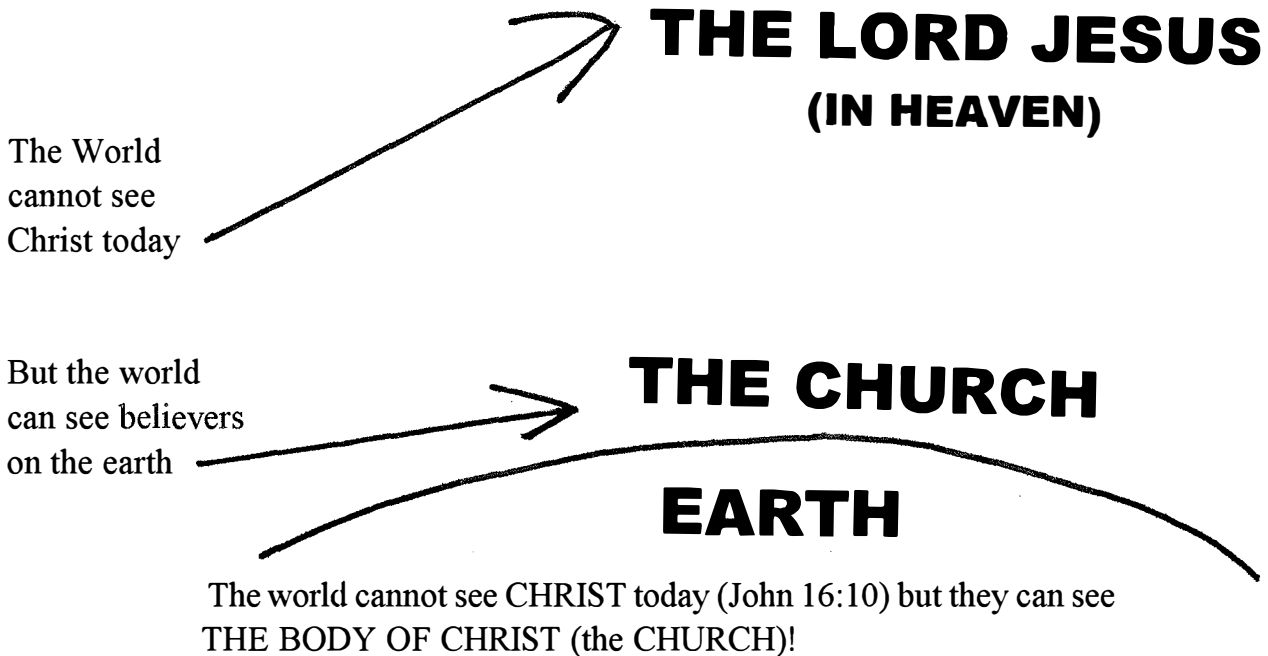 THE LORD JESUS
(IN HEAVEN)
The World
cannot see
Christ today
But the world
can see believers
on the earth
THE CHURCH
EARTH
The world cannot see CHRIST today (John 16:10) but they can see
THE BODY OF CHRIST (the CHURCH)!